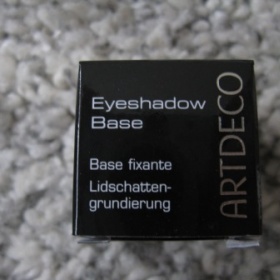 Eyeshadow
Base
Base fixante
Lidschatten-
grundierung
ARTDECO